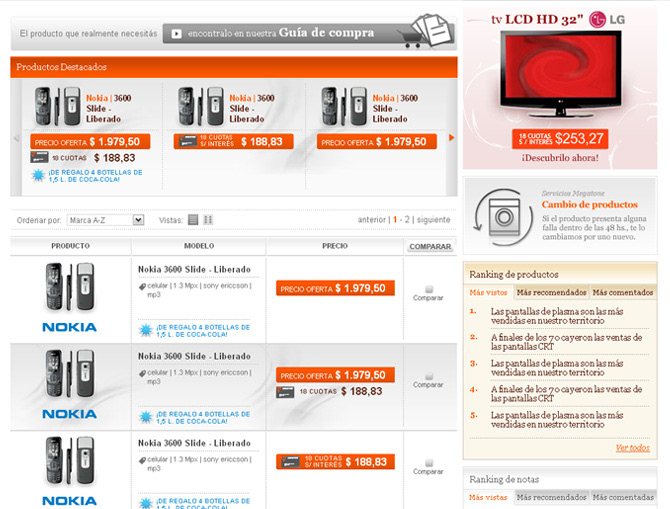 El producto que realmente necesitás
encontralo en nuestra Guía de compra
Productos Destacados
Nokia | 3600
Slide -
Liberado
PRECIO OFERTA $ 1.979,50
18 CUOTAS $ 188,83
¡DE REGALO 4 BOTELLAS DE
1,5 L. DE COCA-COLA!
Nokia | 3600
Slide -
Liberado
18 CUOTAS
S/ INTERÉS $ 188,83
Nokia | 3600
Slide -
Liberado
PRECIO OFERTA $ 1.979,50
Ordenar por: Marca A-Z Vistas: anterior | 1 - 2 | siguiente
PRODUCTO MODELO PRECIO COMPARAR
NOKIA
Nokia 3600 Slide - Liberado
celular | 1.3 Mpx | sony ericcson |
mp3
¡DE REGALO 4 BOTELLAS DE
1,5 L. DE COCA-COLA!
PRECIO OFERTA $ 1.979,50
Comparar
NOKIA
Nokia 3600 Slide - Liberado
celular | 1.3 Mpx | sony ericcson |
mp3
¡DE REGALO 4 BOTELLAS DE
1,5 L. DE COCA-COLA!
PRECIO OFERTA $ 1.979,50
18 CUOTAS $ 188,83
Comparar
NOKIA
Nokia 3600 Slide - Liberado
celular | 1.3 Mpx | sony ericcson |
mp3
¡DE REGALO 4 BOTELLAS DE
1,5 L. DE COCA-COLA!
18 CUOTAS
S/ INTERÉS $ 188,83
Comparar
tv LCD HD 32" LG
18 CUOTAS
S / INTERÉS $253,27
¡Descubrilo ahora!
Servicios Megatone
Cambio de productos
Si el producto presenta alguna
falla dentro de las 48 hs., te lo
cambiamos por uno nuevo.
Ranking de productos
Más vistos Más recomendados Más comentados
1. Las pantallas de plasma son las más
vendidas en nuestro territorio
2. A finales de los 70 cayeron las ventas de
las pantallas CRT
3. Las pantallas de plasma son las más
vendidas en nuestro territorio
4. A finales de los 70 cayeron las ventas de
las pantallas CRT
5. Las pantallas de plasma son las más
vendidas en nuestro territorio
Ver todos
Ranking de notas
Más vistas Más recomendadas Más comentadas